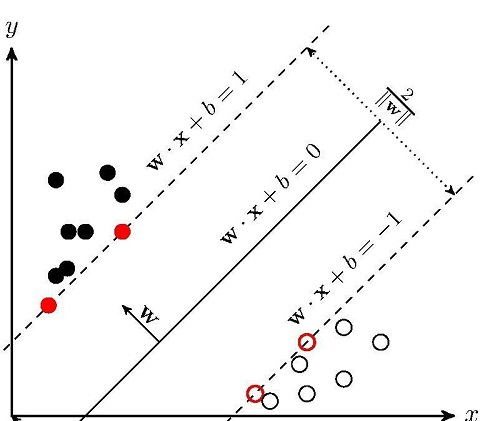 y
w · x + b = 1
2
‖w‖
w · x + b = 0
w · x + b = −1
w
x